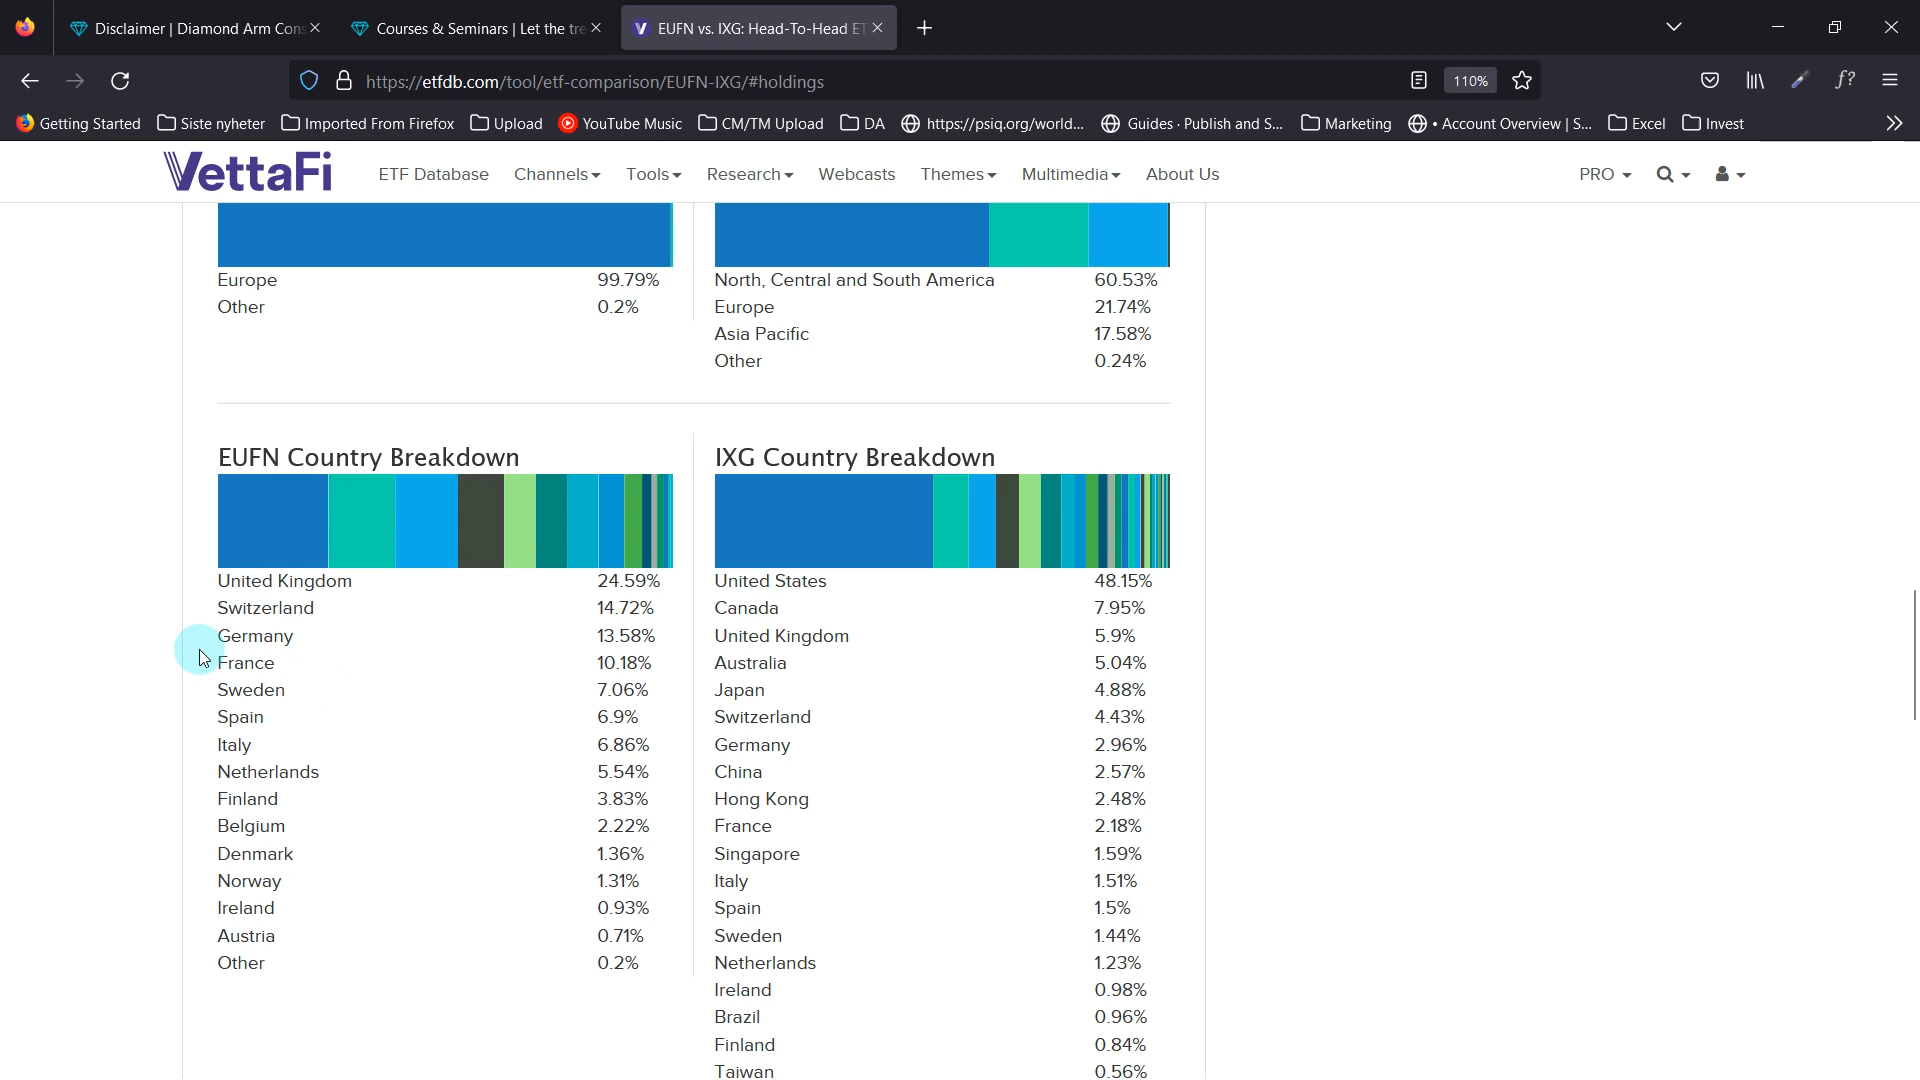 Disclaimer | Diamond Arm Cons
Courses & Seminars | Let the tre
EUFN vs. IXG: Head-To-Head ET
https://etfdb.com/tool/etf-comparison/EUFN-IXG/#holdings
110%
f?
Getting Started
Siste nyheter
Imported From Firefox
Upload
YouTube Music
CM/TM Upload
DA
https://psiq.org/world...
Guides · Publish and S...
Marketing
• Account Overview | S...
Excel
Invest
VettaFi
ETF Database
Channels
Tools
Research
Webcasts
Themes
Multimedia
About Us
PRO
Europe 99.79%
Other 0.2%
North, Central and South America 60.53%
Europe 21.74%
Asia Pacific 17.58%
Other 0.24%
EUFN Country Breakdown
United Kingdom 24.59%
Switzerland 14.72%
Germany 13.58%
France 10.18%
Sweden 7.06%
Spain 6.9%
Italy 6.86%
Netherlands 5.54%
Finland 3.83%
Belgium 2.22%
Denmark 1.36%
Norway 1.31%
Ireland 0.93%
Austria 0.71%
Other 0.2%
IXG Country Breakdown
United States 48.15%
Canada 7.95%
United Kingdom 5.9%
Australia 5.04%
Japan 4.88%
Switzerland 4.43%
Germany 2.96%
China 2.57%
Hong Kong 2.48%
France 2.18%
Singapore 1.59%
Italy 1.51%
Spain 1.5%
Sweden 1.44%
Netherlands 1.23%
Ireland 0.98%
Brazil 0.96%
Finland 0.84%
Taiwan 0.56%